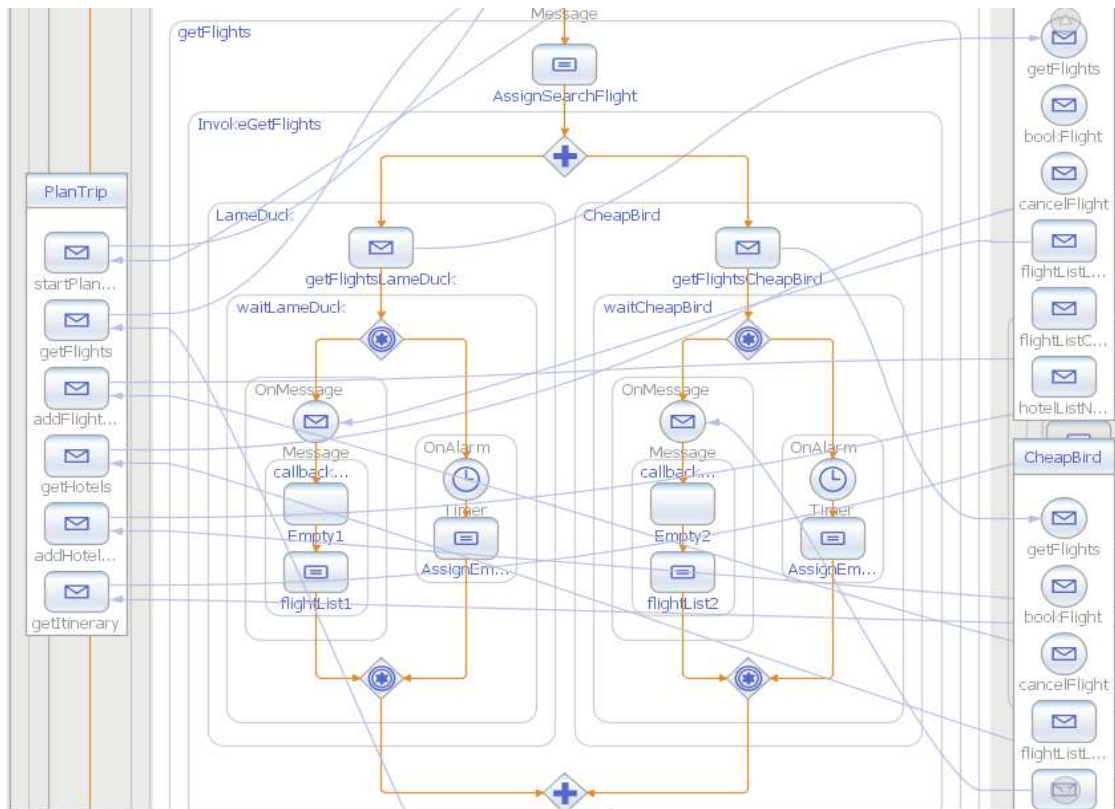 Message
getFlights
AssignSearchFlight
InvokeGetFlights
PlanTrip
startPlan...
getFlights
addFlight...
getHotels
addHotel...
getItinerary
LameDuck
getFlightsLameDuck
waitLameDuck
OnMessage
Message
callback...
Empty1
flightList1
OnAlarm
Timer
AssignEm...
CheapBird
getFlightsCheapBird
waitCheapBird
OnMessage
Message
callback...
Empty2
flightList2
OnAlarm
Timer
AssignEm...
getFlights
bookFlight
cancelFlight
flightListL...
flightListC...
hotelListN...
CheapBird
getFlights
bookFlight
cancelFlight
flightListL...